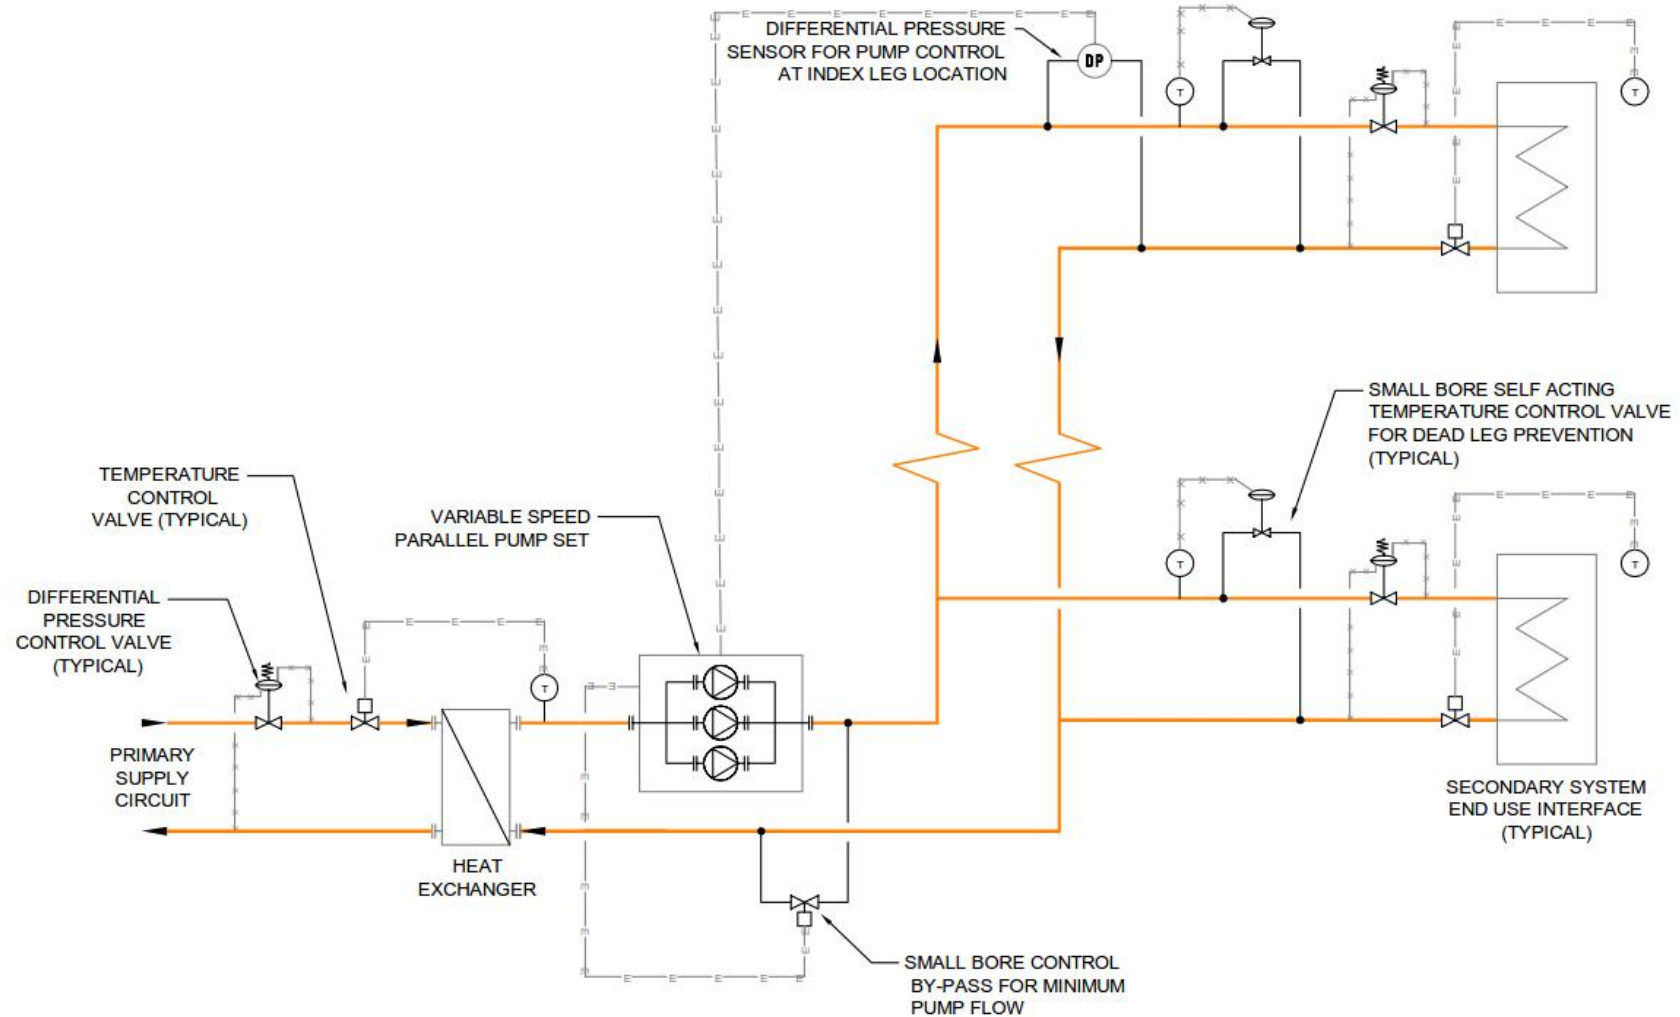 DIFFERENTIAL PRESSURE
SENSOR FOR PUMP CONTROL
AT INDEX LEG LOCATION
DP
T
T
SMALL BORE SELF ACTING
TEMPERATURE CONTROL VALVE
FOR DEAD LEG PREVENTION
(TYPICAL)
TEMPERATURE
CONTROL
VALVE (TYPICAL)
VARIABLE SPEED
PARALLEL PUMP SET
T
T
DIFFERENTIAL
PRESSURE
CONTROL VALVE
(TYPICAL)
T
PRIMARY
SUPPLY
CIRCUIT
HEAT
EXCHANGER
SECONDARY SYSTEM
END USE INTERFACE
(TYPICAL)
SMALL BORE CONTROL
BY-PASS FOR MINIMUM
PUMP FLOW